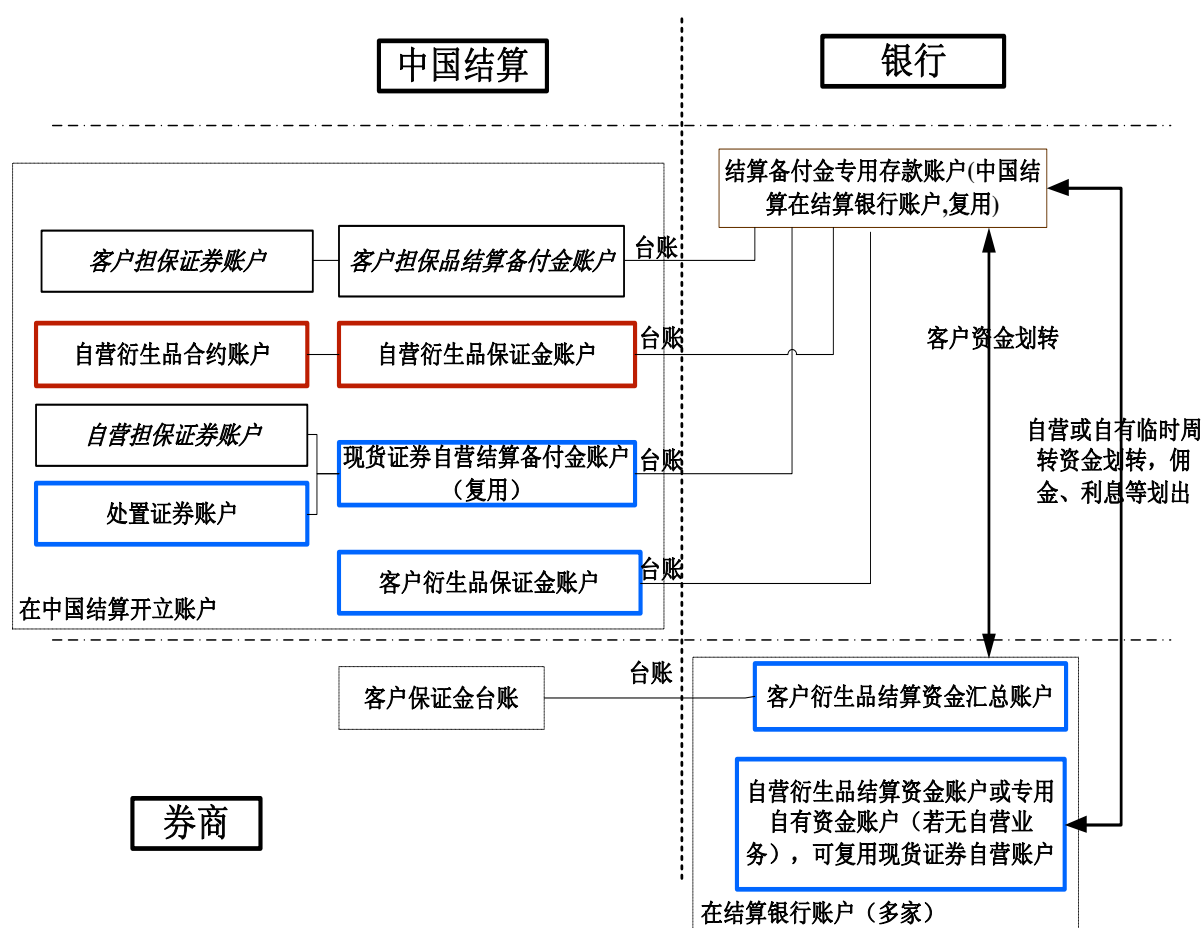 中国结算
银行
结算备付金专用存款账户(中国结
算在结算银行账户,复用)
客户担保证券账户
客户担保品结算备付金账户
台账
自营衍生品合约账户
自营衍生品保证金账户
台账
客户资金划转
自营担保证券账户
现货证券自营结算备付金账户
（复用）
台账
自营或自有临时周
转资金划转，佣
金、利息等划出
处置证券账户
客户衍生品保证金账户
台账
在中国结算开立账户
客户保证金台账
台账
客户衍生品结算资金汇总账户
券商
自营衍生品结算资金账户或专用
自有资金账户（若无自营业
务），可复用现货证券自营账户
在结算银行账户（多家）